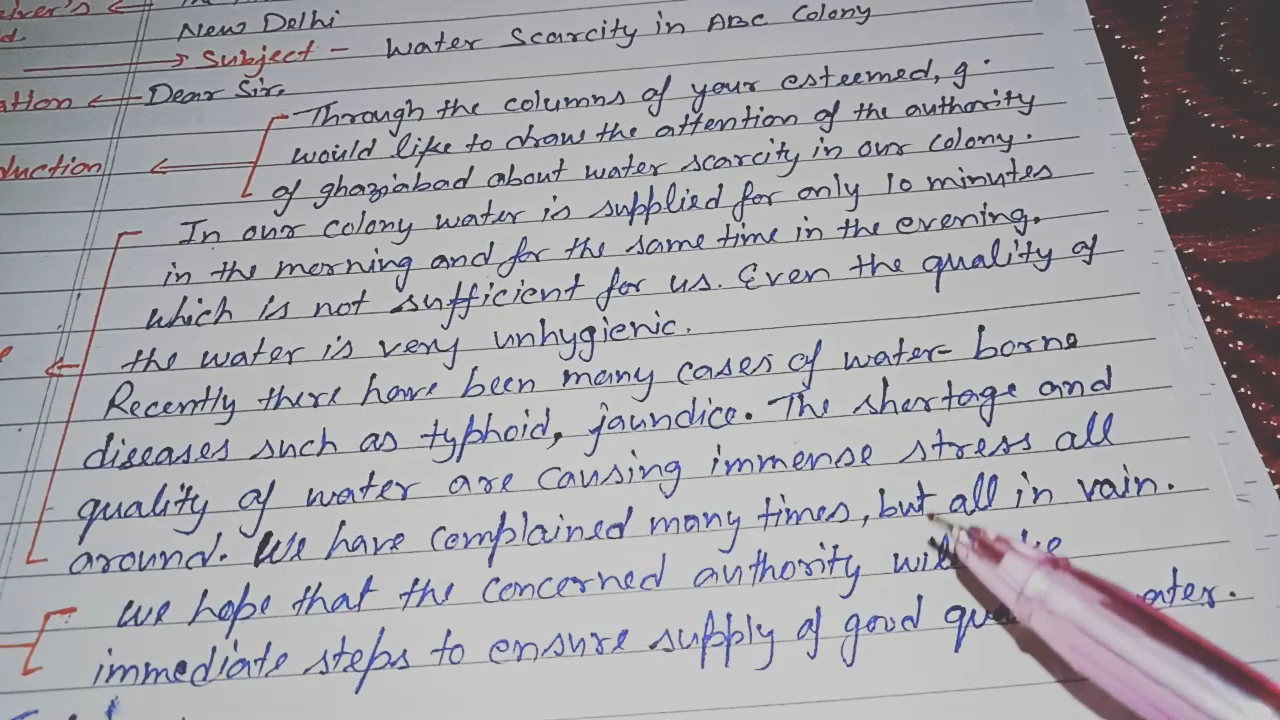 New Delhi
Subject - Water Scarcity in ABC Colony
Dear Sir,
Through the columns of your esteemed, I
would like to draw the attention of the authority
duction
of ghaziabad about water scarcity in our colony.
In our colony water is supplied for only 10 minutes
in the morning and for the same time in the evening.
which is not sufficient for us. Even the quality of
the water is very unhygienic.
Recently there have been many cases of water-borne
diseases such as typhoid, jaundice. The shortage and
quality of water are causing immense stress all
around. We have complained many times, but all in vain.
We hope that the concerned authority
immediate steps to ensure supply of good